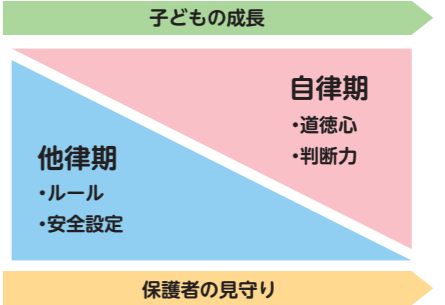 子どもの成長
自律期
・道徳心
・判断力
他律期
・ルール
・安全設定
保護者の見守り